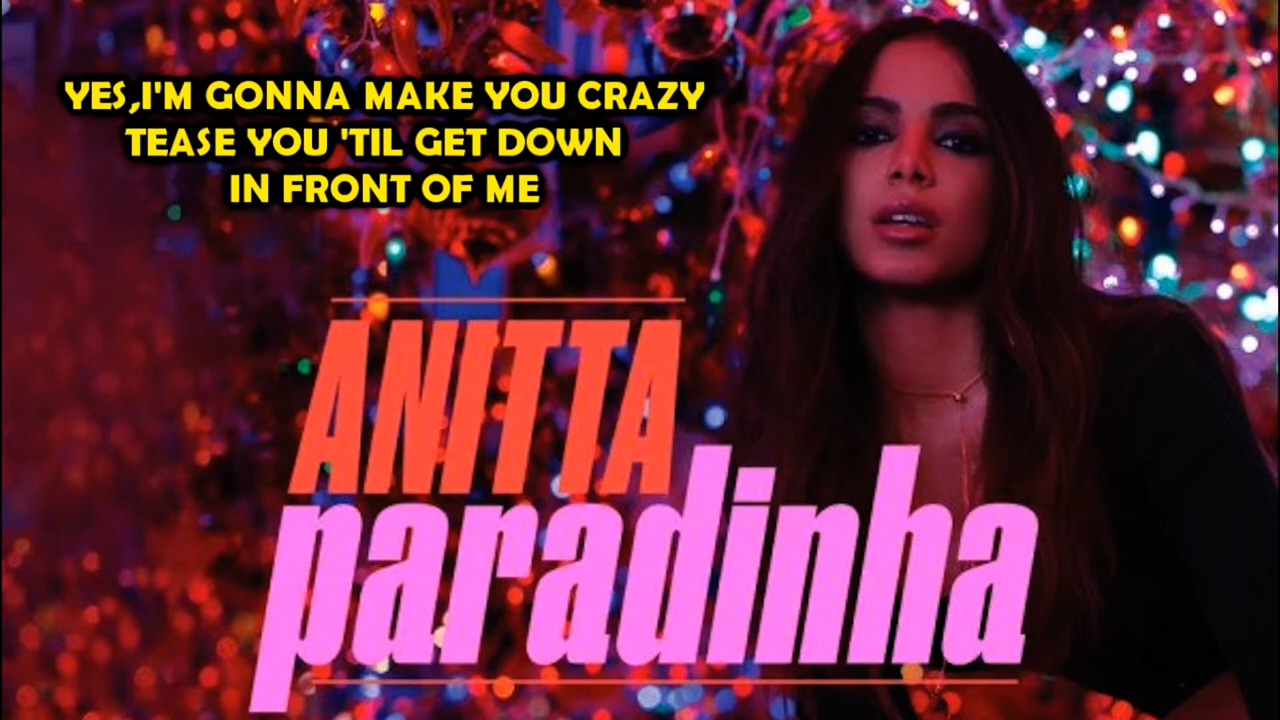 YES,I'M GONNA MAKE YOU CRAZY
TEASE YOU 'TIL GET DOWN
IN FRONT OF ME
ANITTA
paradinha